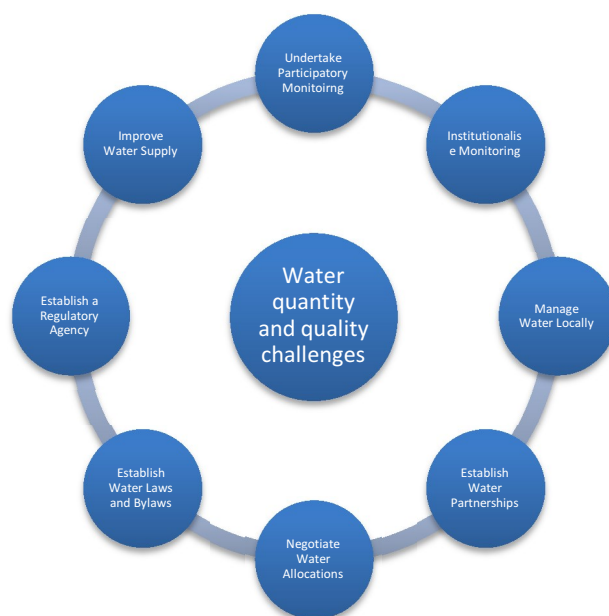 Undertake
Participatory
Monitoirng
Institutionalis
e Monitoring
Manage
Water Locally
Establish
Water
Partnerships
Negotiate
Water
Allocations
Establish
Water Laws
and Bylaws
Establish a
Regulatory
Agency
Improve
Water Supply
Water
quantity
and quality
challenges